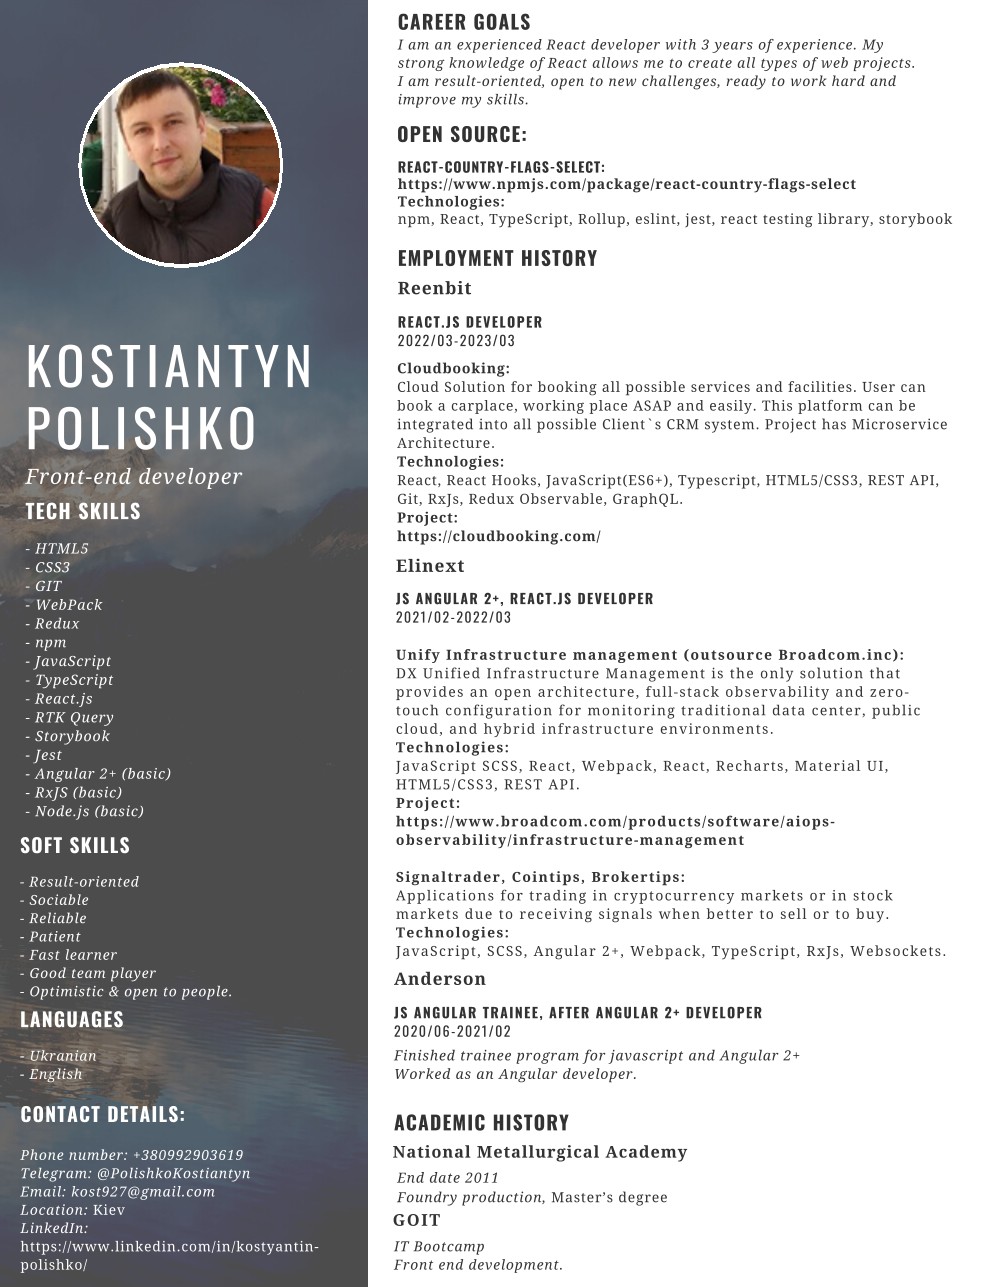 KOSTIANTYN
POLISHKO
Front-end developer
TECH SKILLS
- HTML5
- CSS3
- GIT
- WebPack
- Redux
- npm
- JavaScript
- TypeScript
- React.js
- RTK Query
- Storybook
- Jest
- Angular 2+ (basic)
- RxJS (basic)
- Node.js (basic)
SOFT SKILLS
- Result-oriented
- Sociable
- Reliable
- Patient
- Fast learner
- Good team player
- Optimistic & open to people.
LANGUAGES
- Ukranian
- English
CONTACT DETAILS:
Phone number: +380992903619
Telegram: @PolishkoKostiantyn
Email: kost927@gmail.com
Location: Kiev
LinkedIn:
https://www.linkedin.com/in/kostyantin-
polishko/
CAREER GOALS
I am an experienced React developer with 3 years of experience. My
strong knowledge of React allows me to create all types of web projects.
I am result-oriented, open to new challenges, ready to work hard and
improve my skills.
OPEN SOURCE:
REACT-COUNTRY-FLAGS-SELECT:
https://www.npmjs.com/package/react-country-flags-select
Technologies:
npm, React, TypeScript, Rollup, eslint, jest, react testing library, storybook
EMPLOYMENT HISTORY
Reenbit
REACT.JS DEVELOPER
2022/03-2023/03
Cloudbooking:
Cloud Solution for booking all possible services and facilities. User can
book a carplace, working place ASAP and easily. This platform can be
integrated into all possible Client`s CRM system. Project has Microservice
Architecture.
Technologies:
React, React Hooks, JavaScript(ES6+), Typescript, HTML5/CSS3, REST API,
Git, RxJs, Redux Observable, GraphQL.
Project:
https://cloudbooking.com/
Elinext
JS ANGULAR 2+, REACT.JS DEVELOPER
2021/02-2022/03
Unify Infrastructure management (outsource Broadcom.inc):
DX Unified Infrastructure Management is the only solution that
provides an open architecture, full-stack observability and zero-
touch configuration for monitoring traditional data center, public
cloud, and hybrid infrastructure environments.
Technologies:
JavaScript SCSS, React, Webpack, React, Recharts, Material UI,
HTML5/CSS3, REST API.
Project:
https://www.broadcom.com/products/software/aiops-
observability/infrastructure-management
Signaltrader, Cointips, Brokertips:
Applications for trading in cryptocurrency markets or in stock
markets due to receiving signals when better to sell or to buy.
Technologies:
JavaScript, SCSS, Angular 2+, Webpack, TypeScript, RxJs, Websockets.
Anderson
JS ANGULAR TRAINEE, AFTER ANGULAR 2+ DEVELOPER
2020/06-2021/02
Finished trainee program for javascript and Angular 2+
Worked as an Angular developer.
ACADEMIC HISTORY
National Metallurgical Academy
End date 2011
Foundry production, Master’s degree
GOIT
IT Bootcamp
Front end development.